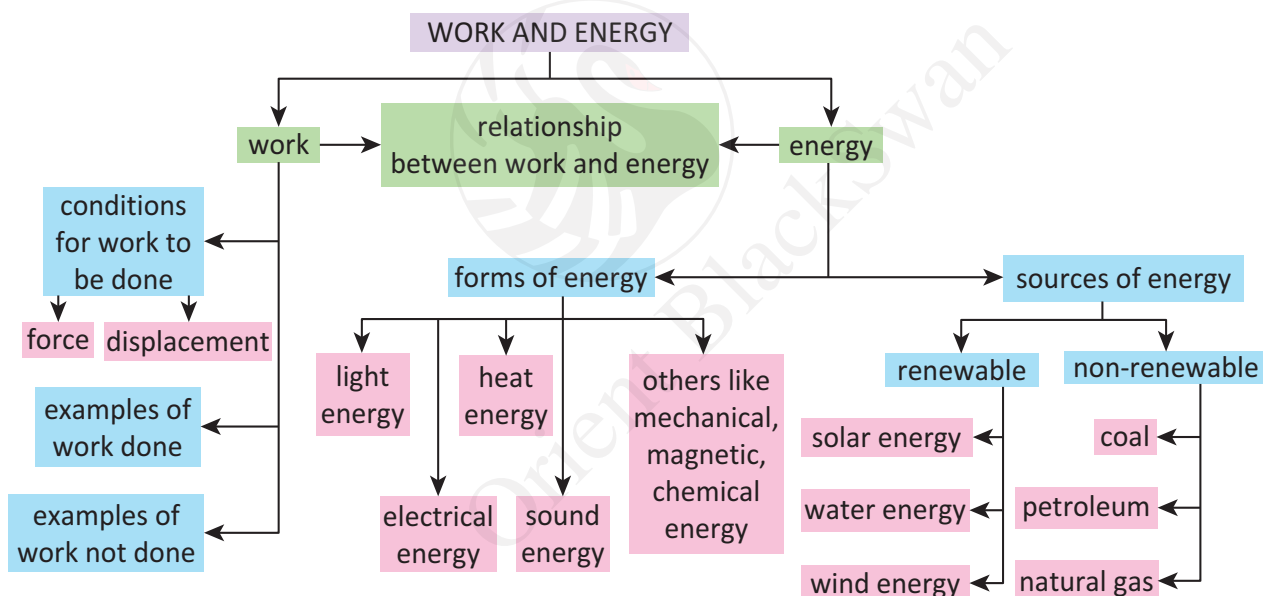 WORK AND ENERGY
work
relationship
between work and energy
energy
conditions
for work to
be done
force
displacement
examples of
work done
examples of
work not done
forms of energy
light
energy
heat
energy
others like
mechanical,
magnetic,
chemical
energy
electrical
energy
sound
energy
sources of energy
renewable
non-renewable
solar energy
water energy
wind energy
coal
petroleum
natural gas
Orient BlackSwan